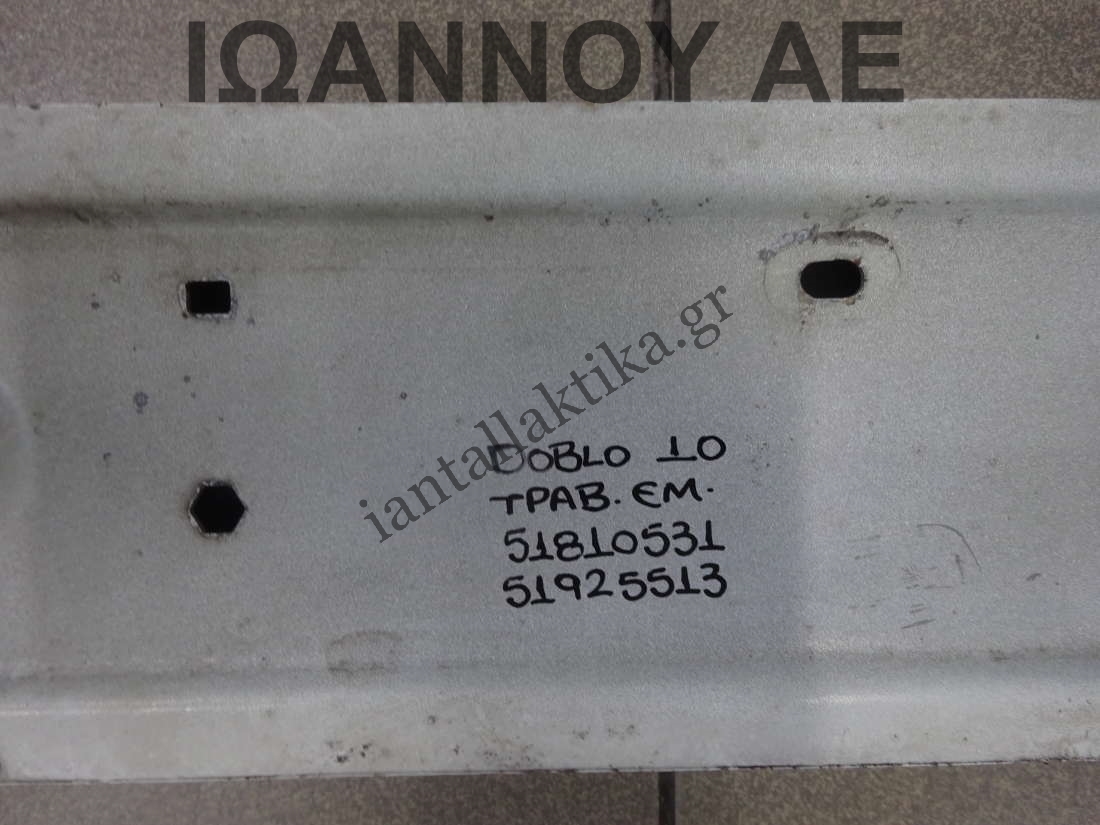 ΙΩΑΝΝΟΥ ΑΕ
iantallaktika.gr
DOBLO 10
ΤΡΑΒ. ΕΜ.
51810531
51925513